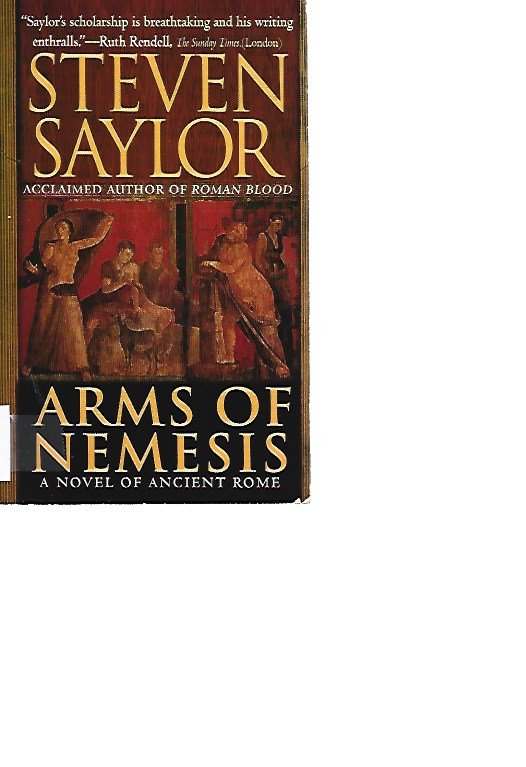 “Saylor's scholarship is breathtaking and his writing
enthralls.”—Ruth Rendell, The Sunday Times (London)
STEVEN
SAYLOR
ACCLAIMED AUTHOR OF ROMAN BLOOD
ARMS OF
NEMESIS
A NOVEL OF ANCIENT ROME